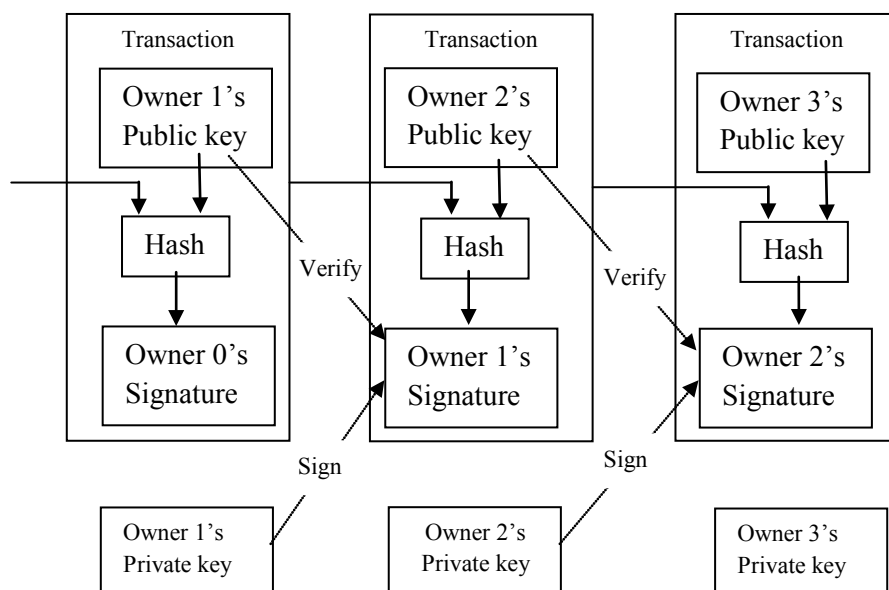 Transaction
Owner 1’s
Public key
Hash
Owner 0’s
Signature
Transaction
Owner 2’s
Public key
Hash
Owner 1’s
Signature
Transaction
Owner 3’s
Public key
Hash
Owner 2’s
Signature
Verify
Verify
Sign
Sign
Owner 1’s
Private key
Owner 2’s
Private key
Owner 3’s
Private key